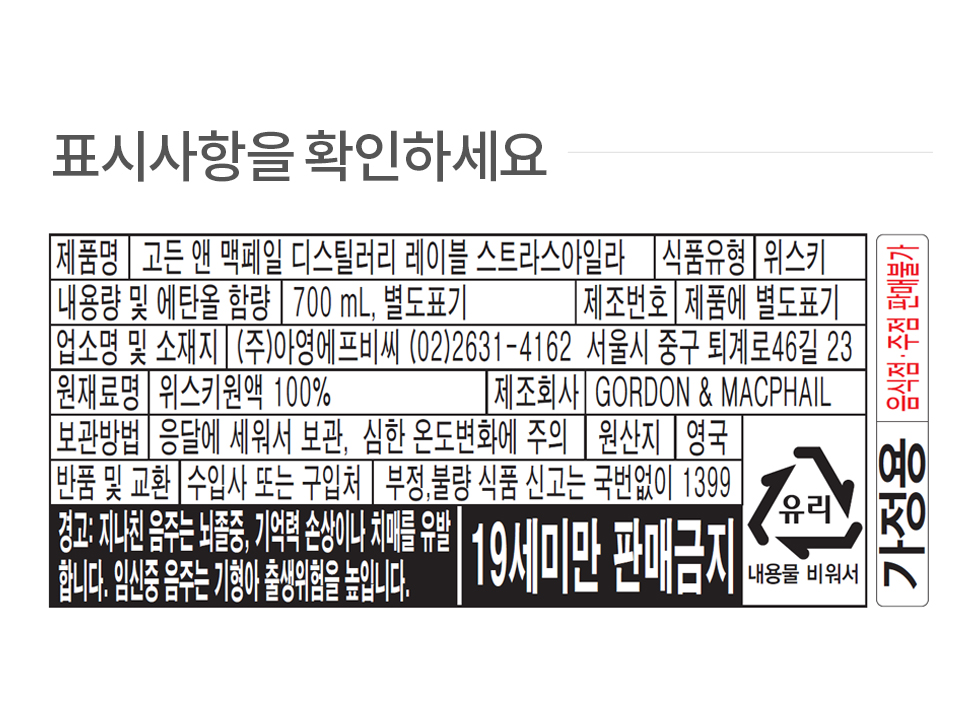 표시사항을 확인하세요
제품명 고든 앤 맥페일 디스틸러리 레이블 스트라스아일라 식품유형 위스키
내용량 및 에탄올 함량 700 mL, 별도표기 제조번호 제품에 별도표기
업소명 및 소재지 (주)아영에프비씨 (02)2631-4162 서울시 중구 퇴계로46길 23
원재료명 위스키원액 100% 제조회사 GORDON & MACPHAIL
보관방법 응달에 세워서 보관, 심한 온도변화에 주의 원산지 영국
반품 및 교환 수입사 또는 구입처 부정,불량 식품 신고는 국번없이 1399
경고: 지나친 음주는 뇌졸중, 기억력 손상이나 치매를 유발
합니다. 임신중 음주는 기형아 출생위험을 높입니다.
19세미만 판매금지
유리
내용물 비워서
음식점·주점 판매불가
가정용